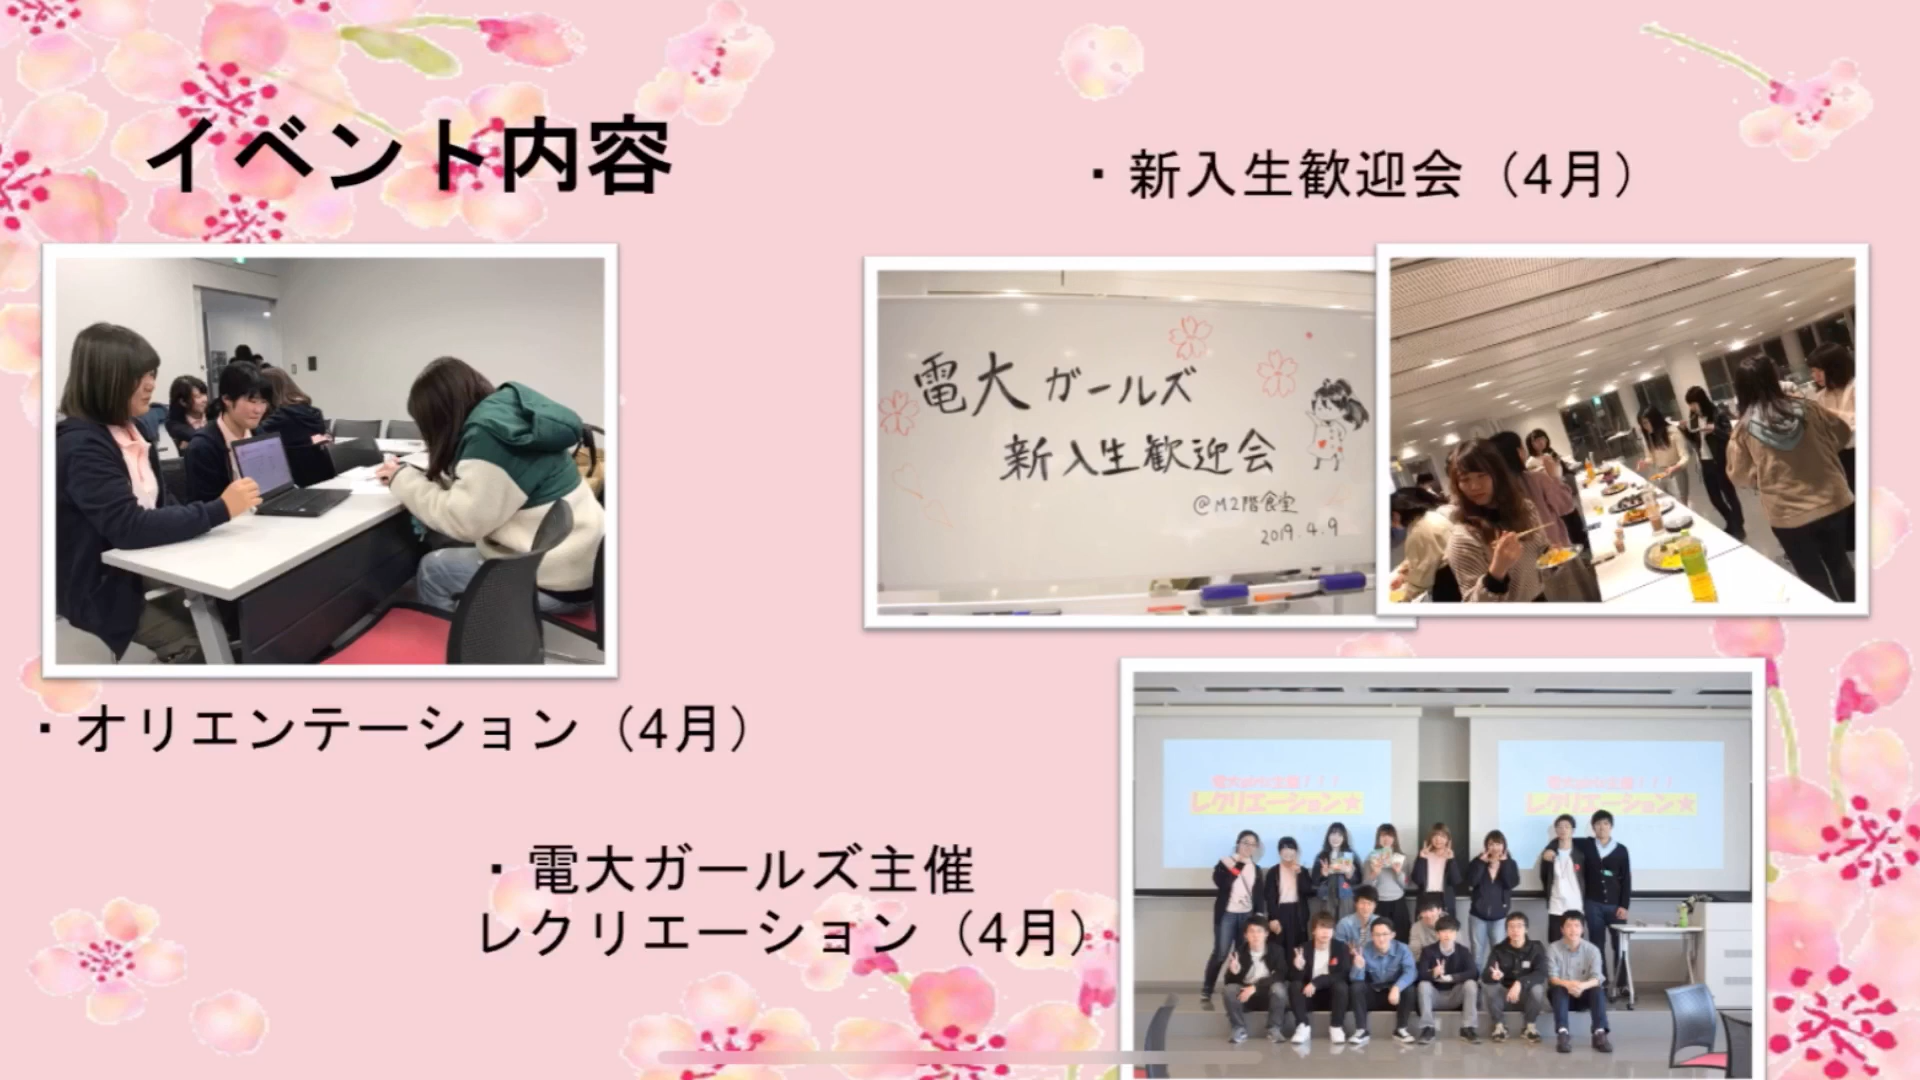 イベント内容
・新入生歓迎会（4月）
電大ガールズ
新入生歓迎会
@M2階食堂
2019.4.9
・オリエンテーション（4月）
・電大ガールズ主催
レクリエーション（4月）
レクリエーション☆
レクリエーション☆